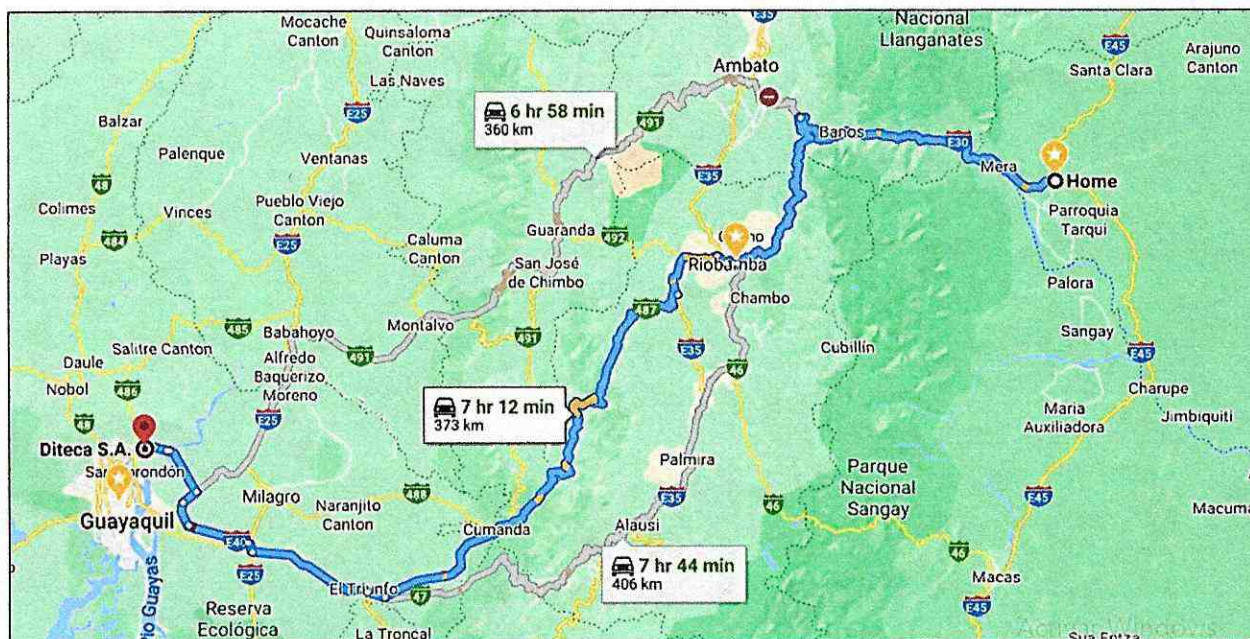 Mocache
Canton
Quinsaloma
Canton
E35
Nacional
Llanganates
E45
Arajuno
Canton
Las Naves
Ambato
Santa Clara
E25
6 hr 58 min
360 km
491
Balzar
Banos
E30
Palenque
Ventanas
E35
Mera
Home
48
Colimes
Vinces
Pueblo Viejo
Canton
Parroquia
Tarqui
484
E25
Caluma
Canton
Guaranda
492
Playas
San José
de Chimbo
Riobamba
Chambo
Palora
487
485
Babahoyo
Montalvo
491
491
E35
Sangay
Salitre Canton
Daule
Alfredo
Baquerizo
Moreno
Cubillín
E45
46
Nobol
486
Charupe
7 hr 12 min
373 km
Maria
Auxiliadora
Jimbiquiti
48
E25
Diteca S.A.
Palmira
Parque
Nacional
Sangay
Milagro
Naranjito
Canton
488
E35
46
E45
Macuma
Guayaquil
Cumanda
Alausi
E40
7 hr 44 min
406 km
46
E25
El Triunfo
47
Macas
Reserva
Ecológica
E45
La Troncal